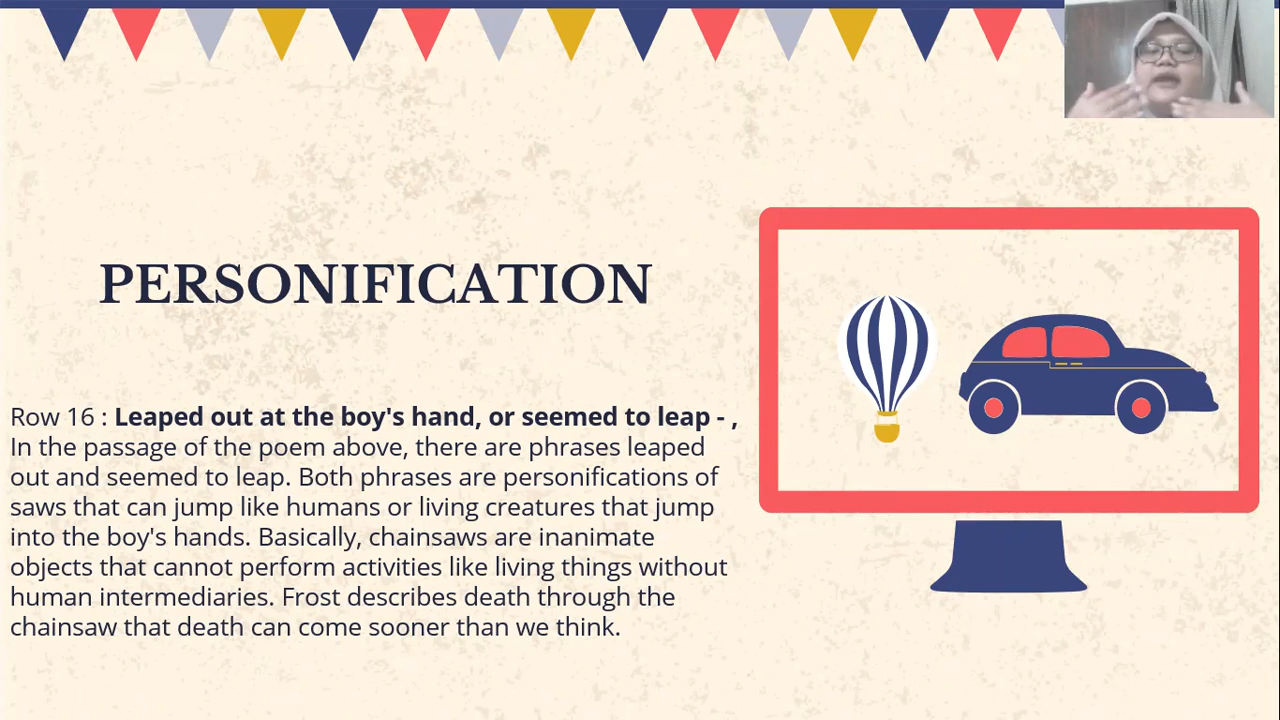 PERSONIFICATION
Row 16 : Leaped out at the boy's hand, or seemed to leap - ,
In the passage of the poem above, there are phrases leaped
out and seemed to leap. Both phrases are personifications of
saws that can jump like humans or living creatures that jump
into the boy's hands. Basically, chainsaws are inanimate
objects that cannot perform activities like living things without
human intermediaries. Frost describes death through the
chainsaw that death can come sooner than we think.